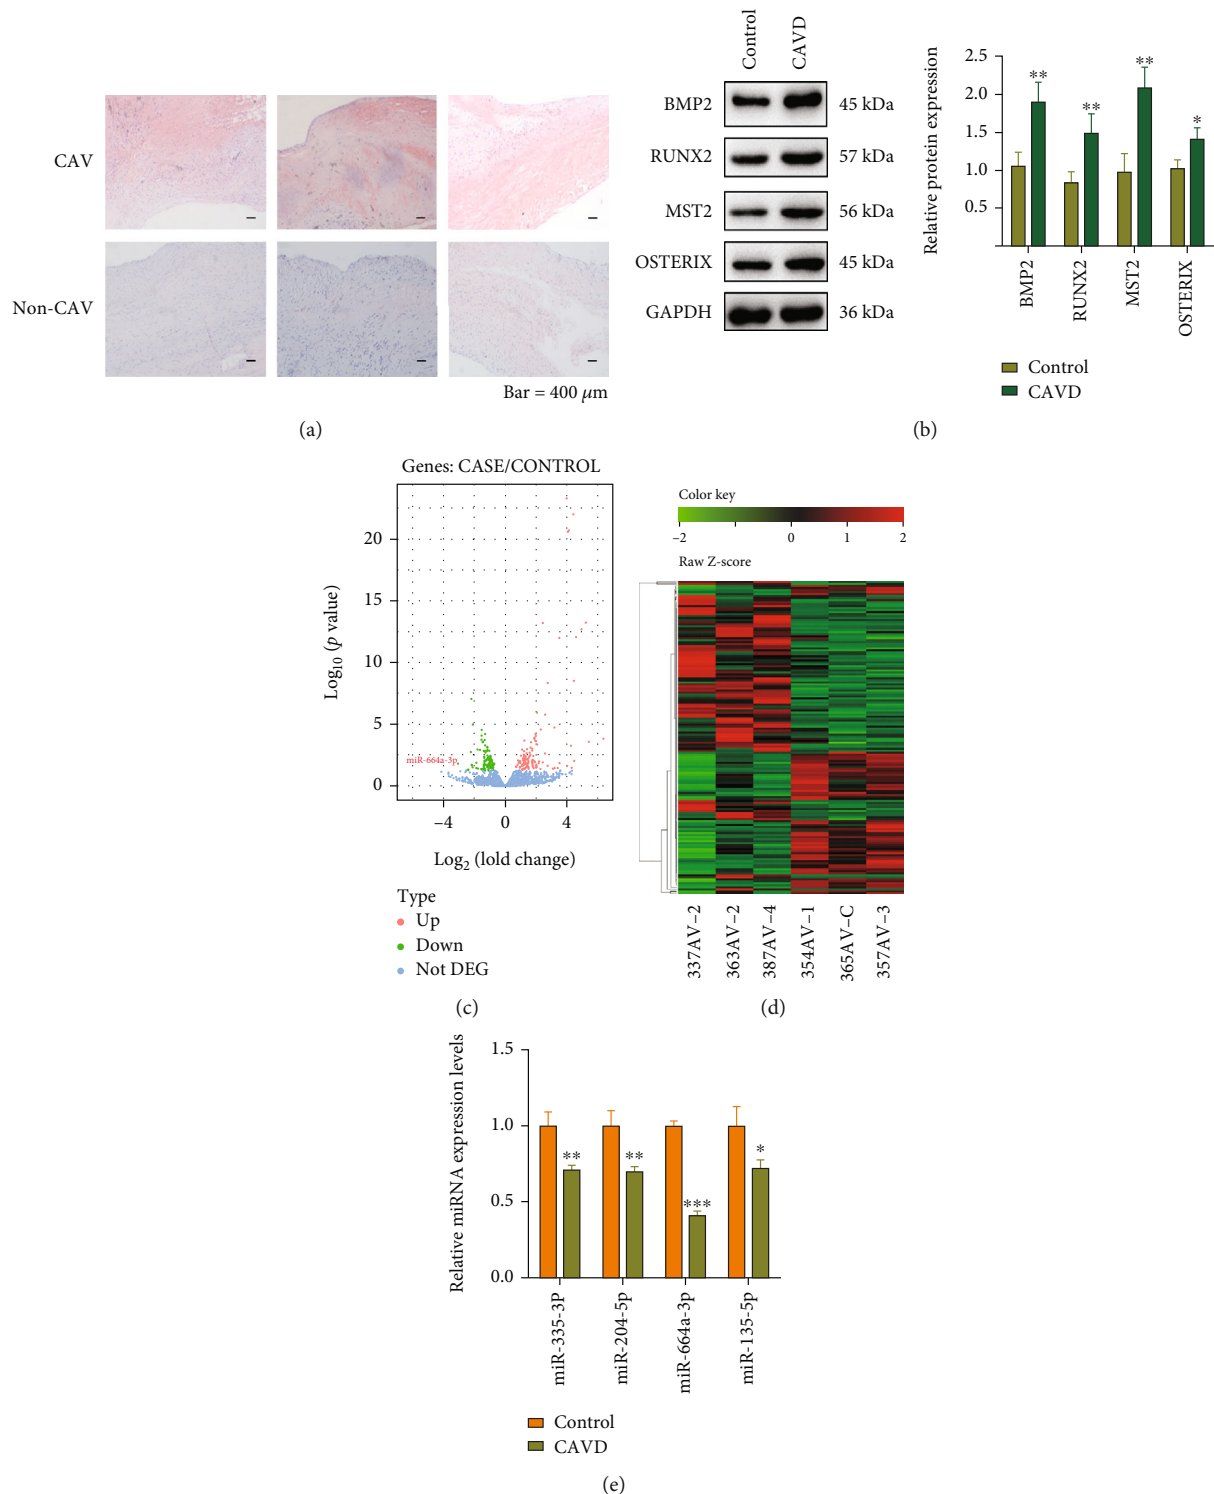 CAV
Non-CAV
Bar = 400 μm
(a)
Control
CAVD
BMP2
45 kDa
RUNX2
57 kDa
MST2
56 kDa
OSTERIX
45 kDa
GAPDH
36 kDa
Relative protein expression
2.5
2.0
1.5
1.0
0.5
**
**
**
*
BMP2
RUNX2
MST2
OSTERIX
Control
CAVD
(b)
Genes: CASE/CONTROL
Log10 (p value)
20
15
10
5
0
miR-664a-3p
−4 0 4
Log2 (fold change)
Type
Up
Down
Not DEG
(c)
Color key
−2 0 1 2
Raw Z-score
337AV−2
363AV−2
387AV−4
354AV−1
365AV−C
357AV−3
(d)
Relative miRNA expression levels
1.5
1.0
0.5
0.0
**
**
***
*
miR-335-3P
miR-204-5p
miR-664a-3p
miR-135-5p
Control
CAVD
(e)